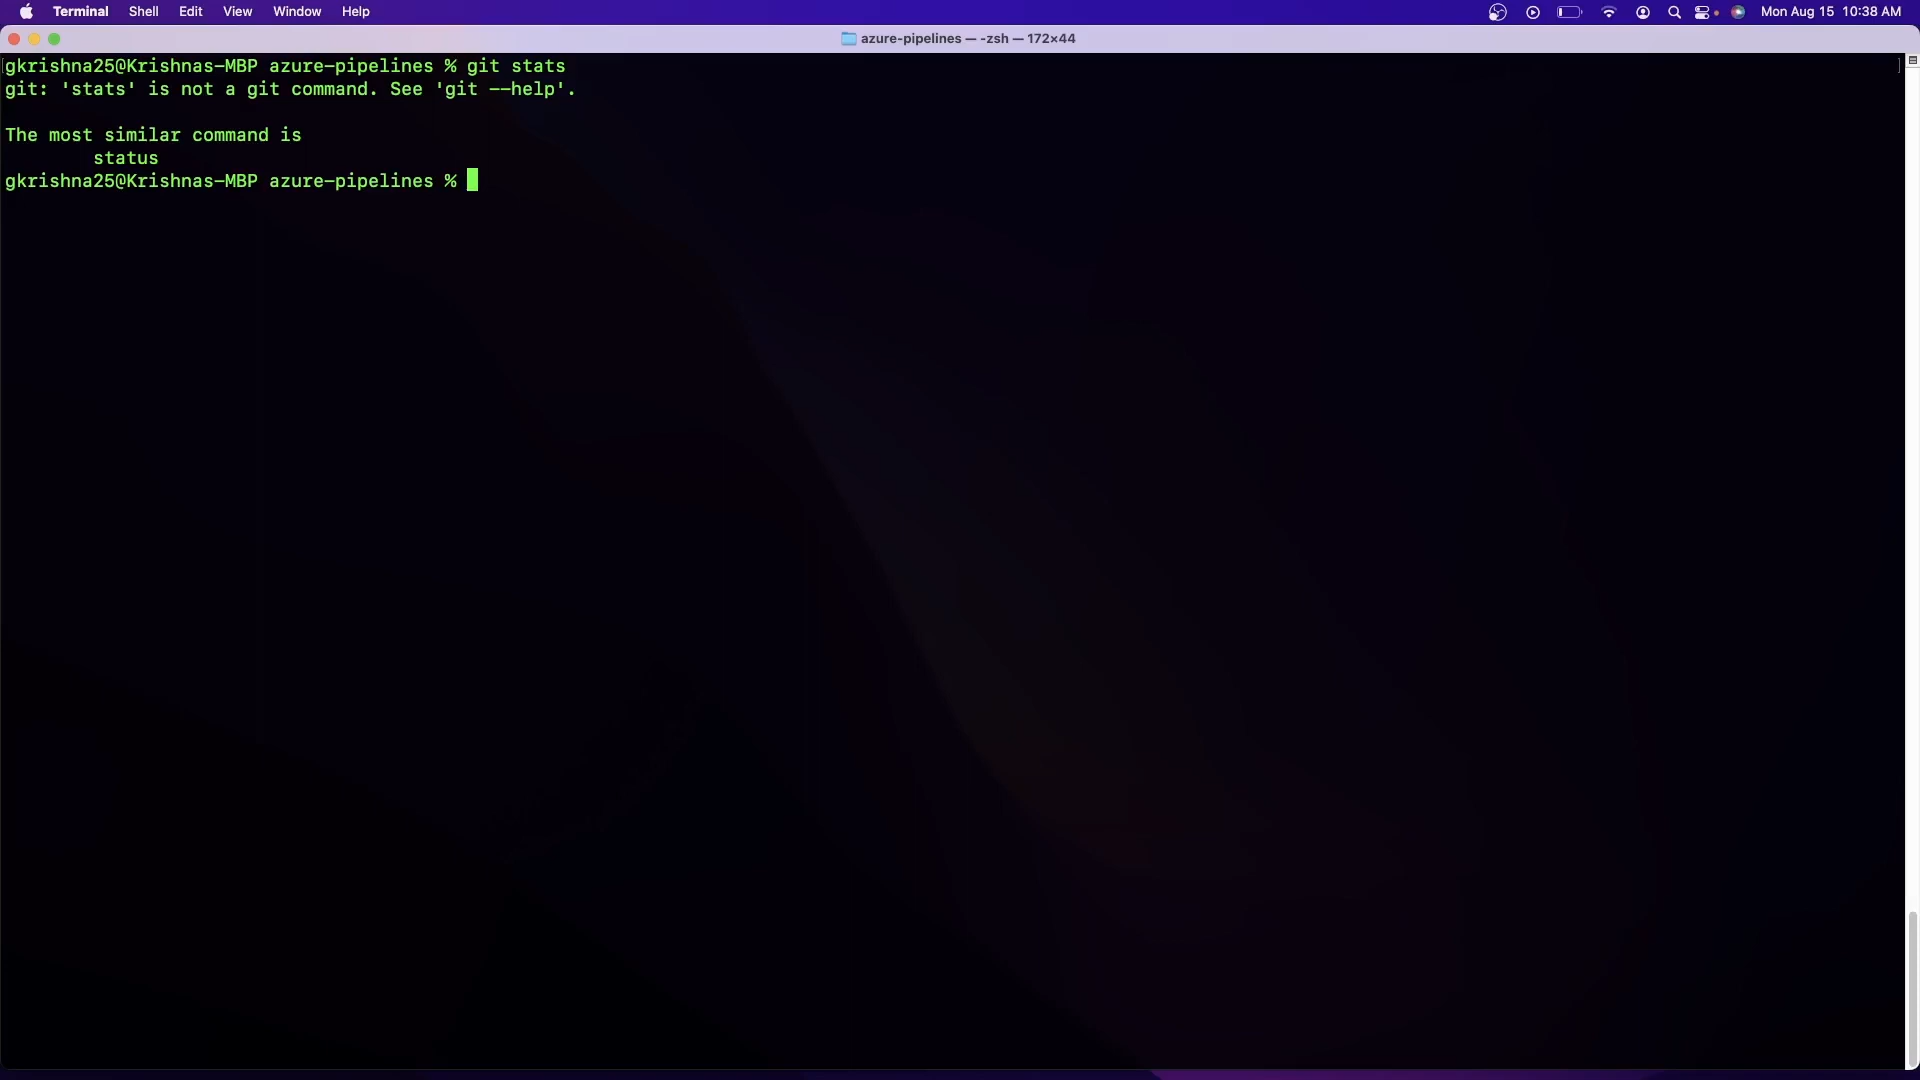 Terminal Shell Edit View Window Help Mon Aug 15 10:38 AM
azure-pipelines — -zsh — 172×44
gkrishna25@Krishnas-MBP azure-pipelines % git stats
git: 'stats' is not a git command. See 'git --help'.
The most similar command is
status
gkrishna25@Krishnas-MBP azure-pipelines %